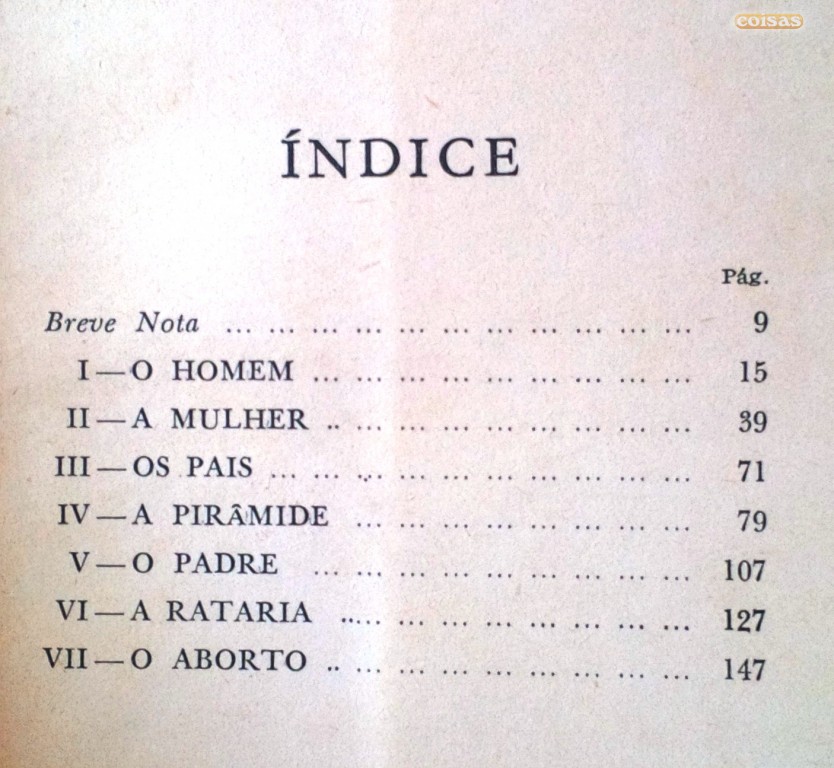 coisas
ÍNDICE
Pág.
Breve Nota ... ... ... ... ... ... ... ... ... ... ... 9
I — O HOMEM ... ... ... ... ... ... ... ... ... 15
II — A MULHER .. ... ... ... ... ... ... ... ... 39
III — OS PAIS ... ... ... ... ... ... ... ... ... ... 71
IV — A PIRÂMIDE ... ... ... ... ... ... ... ... 79
V — O PADRE ... ... ... ... ... ... ... ... ... 107
VI — A RATARIA ..... ... ... ... ... ... ... ... 127
VII — O ABORTO .. ... ... ... ... ... ... ... ... 147